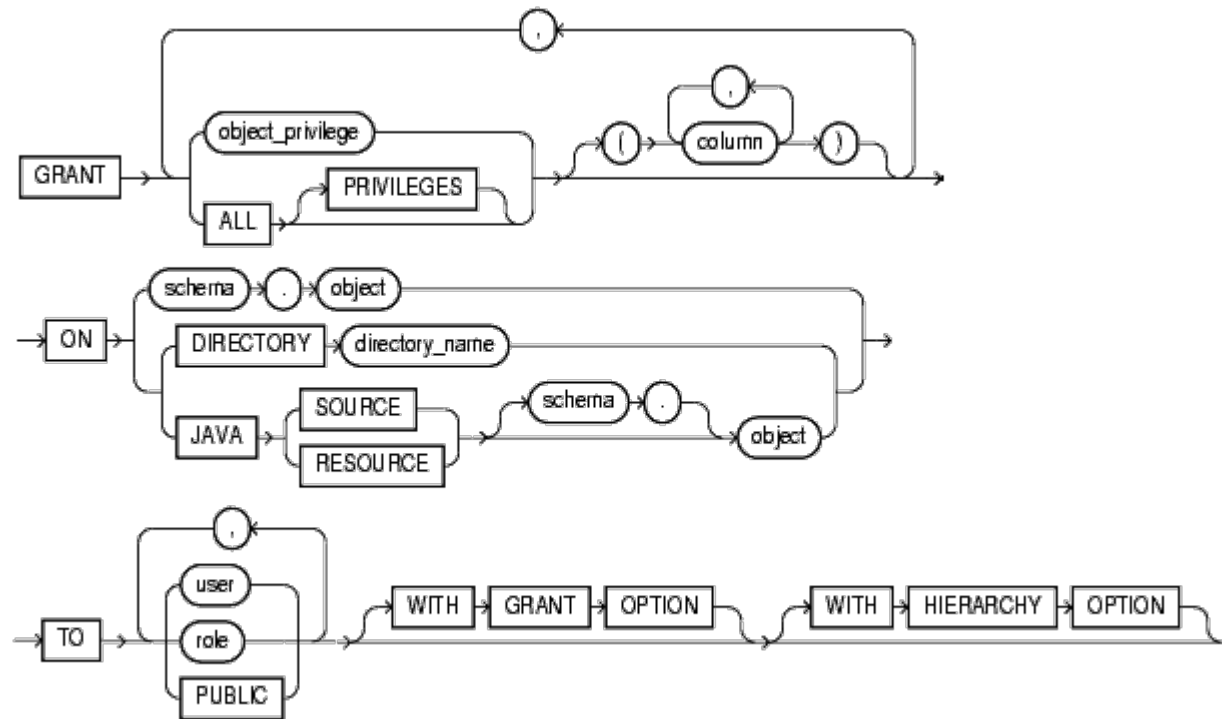 ,
,
object_privilege ( column )
GRANT PRIVILEGES
ALL
schema . object
ON DIRECTORY directory_name
SOURCE schema .
JAVA object
RESOURCE
,
user WITH GRANT OPTION WITH HIERARCHY OPTION
TO role
PUBLIC